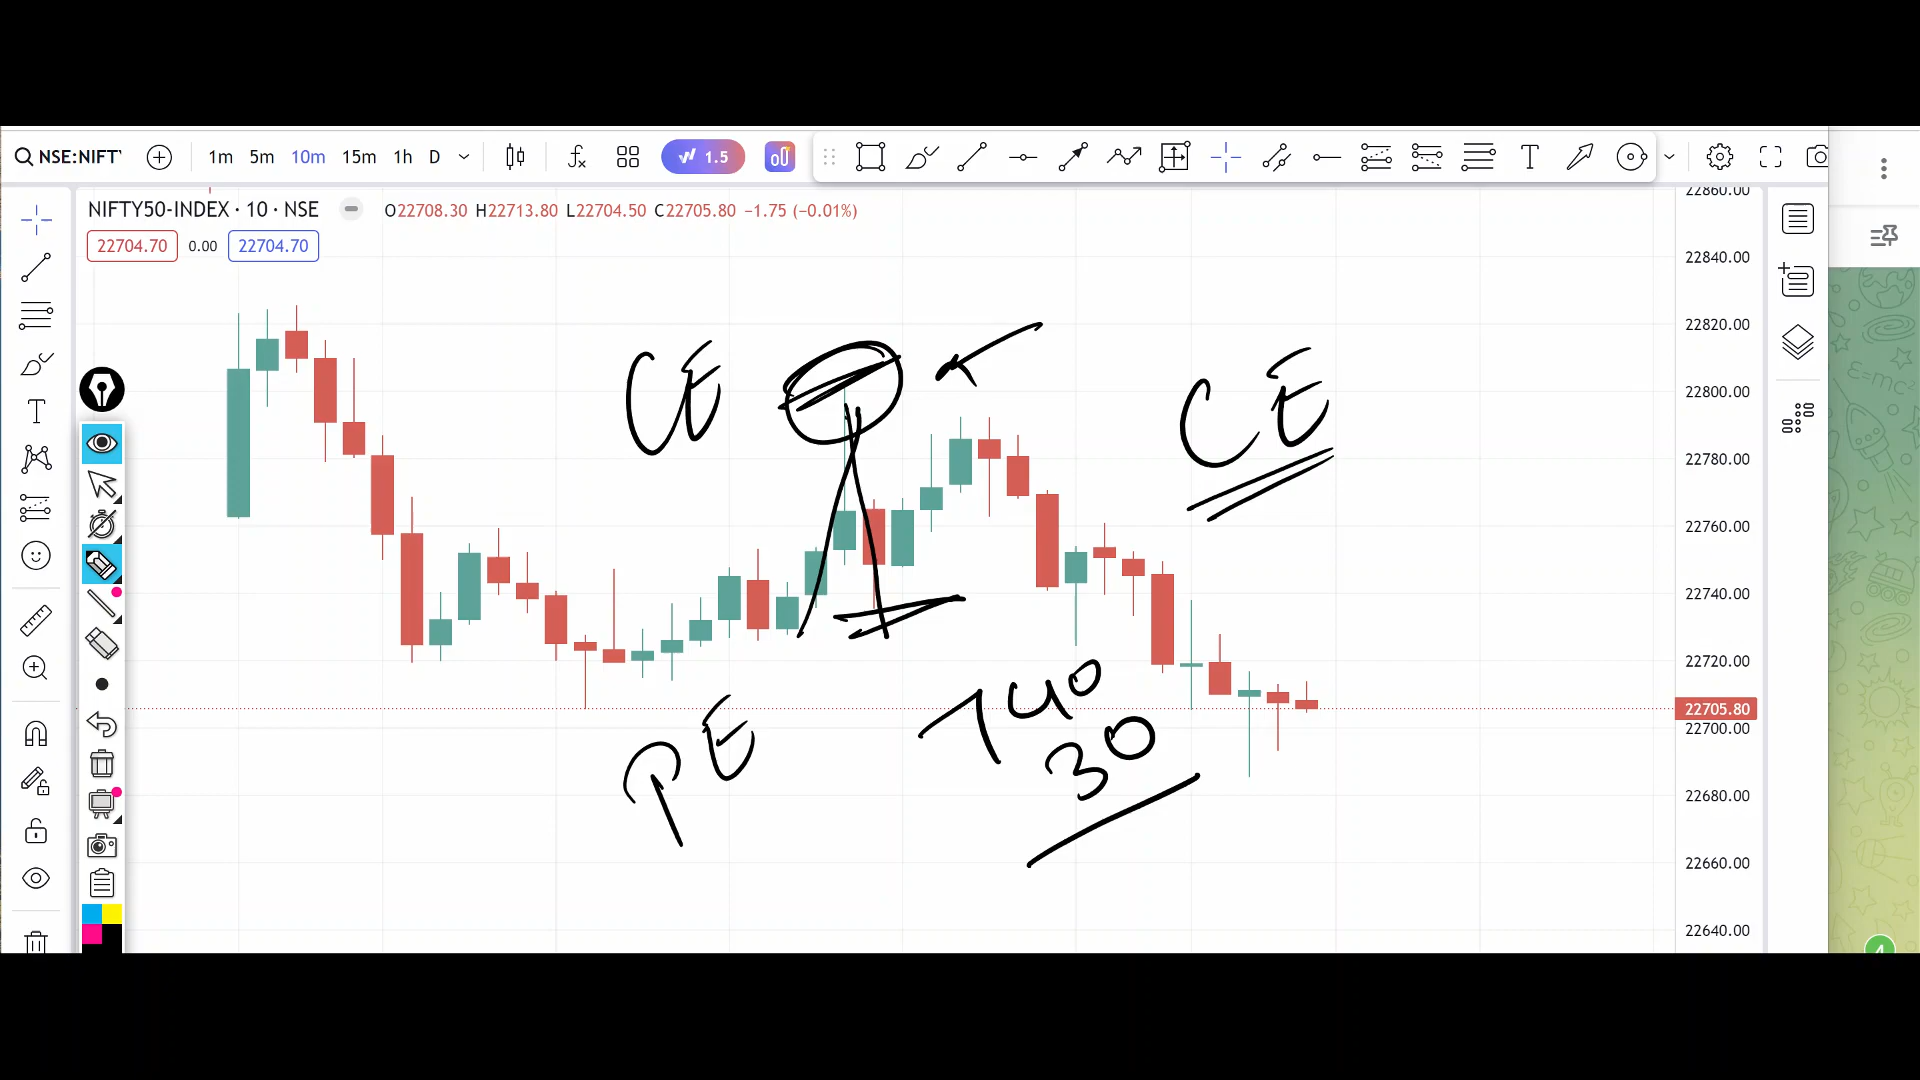 NSE:NIFT
1m 5m 10m 15m 1h D 1.5
NIFTY50-INDEX · 10 · NSE O22708.30 H22713.80 L22704.50 C22705.80 −1.75 (−0.01%)
22704.70 0.00 22704.70
22860.00
22840.00
22820.00
22800.00
22780.00
22760.00
22740.00
22720.00
22705.80
22700.00
22680.00
22660.00
22640.00
CE
CE
PE
740
30
E=mc²
4